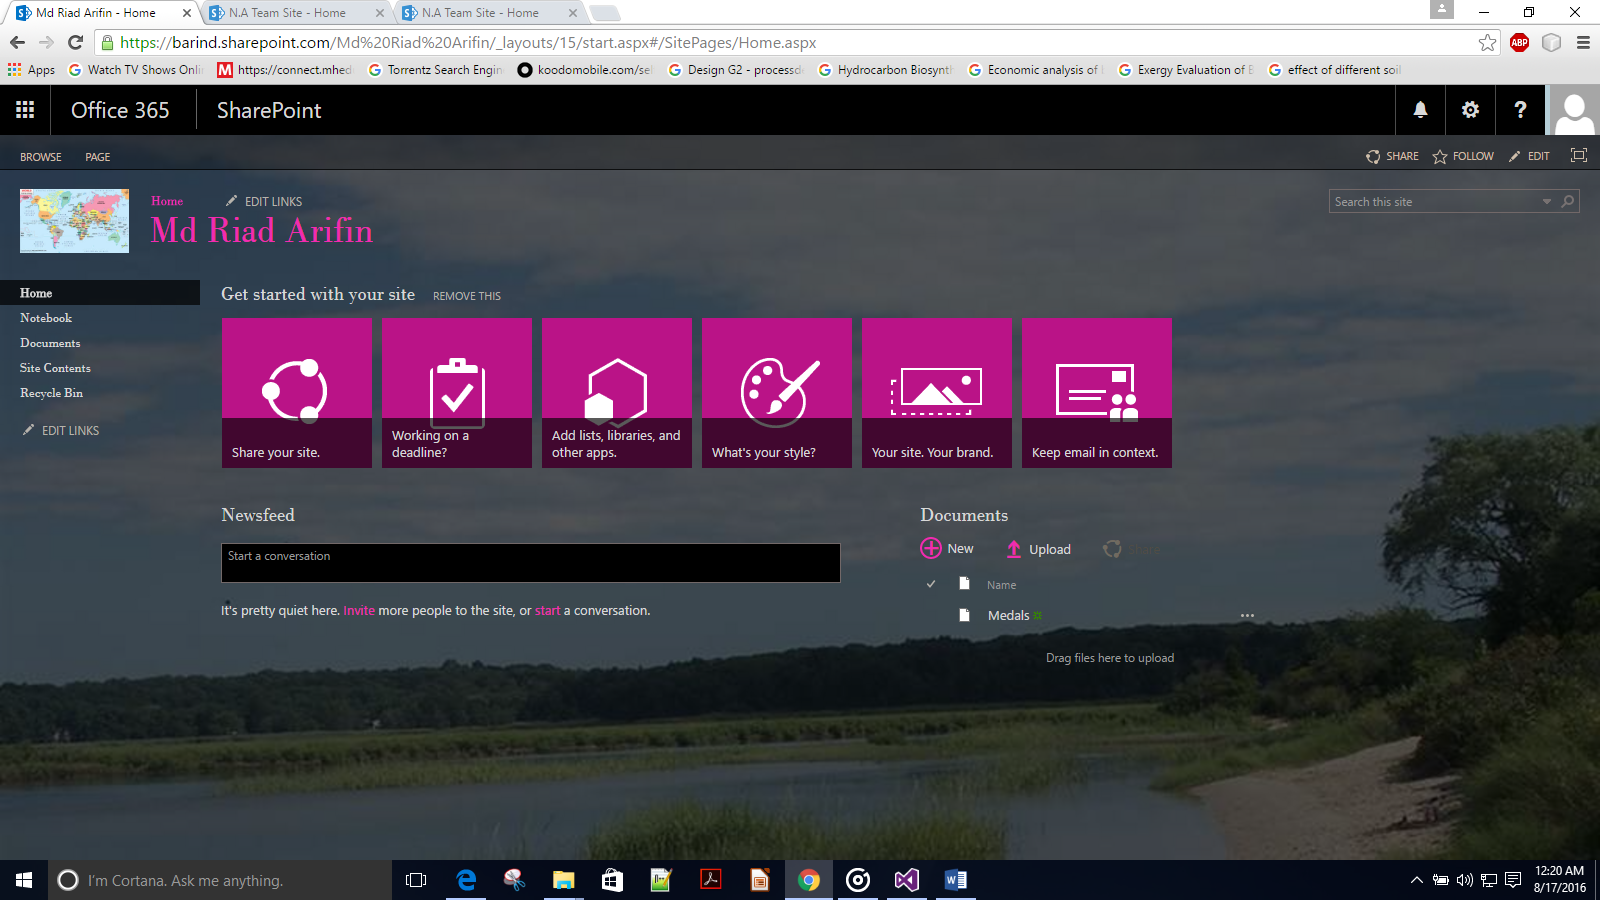 Md Riad Arifin - Home
N.A Team Site - Home
N.A Team Site - Home
https://barind.sharepoint.com/Md%20Riad%20Arifin/_layouts/15/start.aspx#/SitePages/Home.aspx
ABP
Apps
Watch TV Shows Onli
https://connect.mhed
Torrentz Search Engin
koodomobile.com/sel
Design G2 - processde
Hydrocarbon Biosynth
Economic analysis of
Exergy Evaluation of
effect of different soil
Office 365
SharePoint
BROWSE
PAGE
SHARE
FOLLOW
EDIT
Home
EDIT LINKS
Search this site
Md Riad Arifin
Home
Notebook
Documents
Site Contents
Recycle Bin
EDIT LINKS
Get started with your site
REMOVE THIS
Share your site.
Working on a
deadline?
Add lists, libraries, and
other apps.
What's your style?
Your site. Your brand.
Keep email in context.
Newsfeed
Start a conversation
It's pretty quiet here. Invite more people to the site, or start a conversation.
Documents
New
Upload
Name
Medals
Drag files here to upload
I'm Cortana. Ask me anything.
12:20 AM
8/17/2016